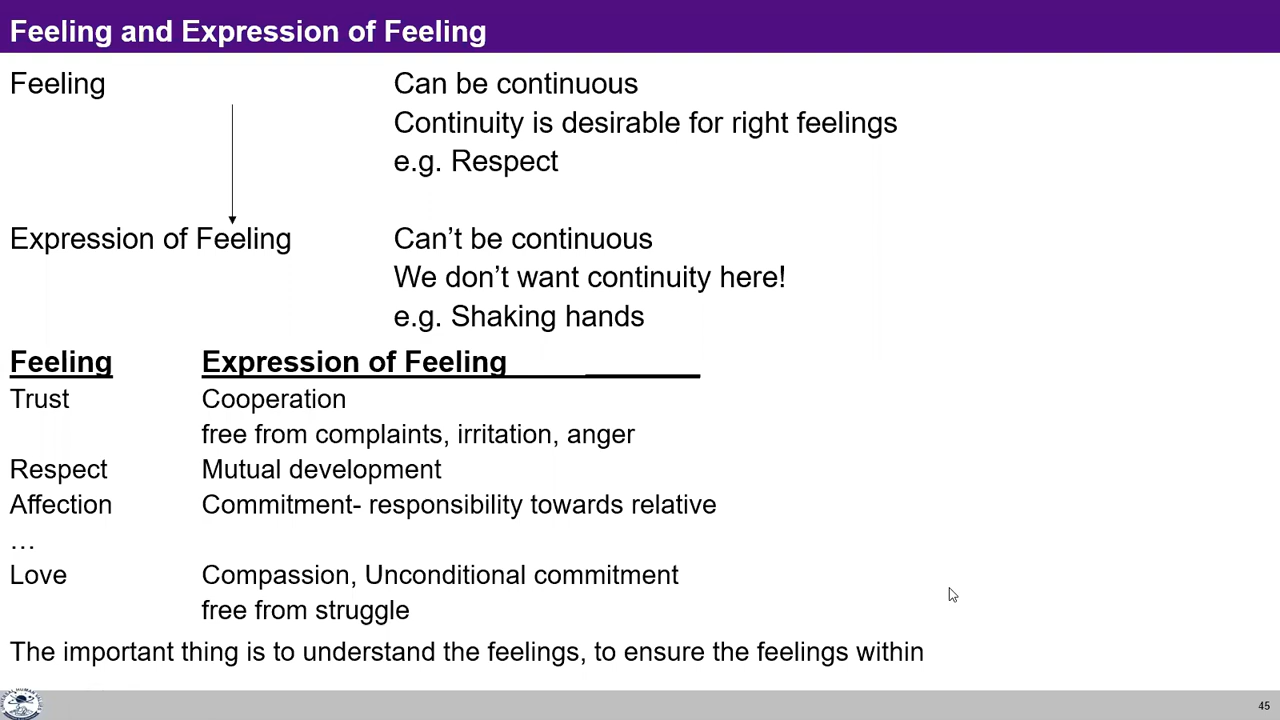 Feeling and Expression of Feeling
Feeling Can be continuous
Continuity is desirable for right feelings
e.g. Respect
Expression of Feeling Can’t be continuous
We don’t want continuity here!
e.g. Shaking hands
Feeling Expression of Feeling
Trust Cooperation
free from complaints, irritation, anger
Respect Mutual development
Affection Commitment- responsibility towards relative
…
Love Compassion, Unconditional commitment
free from struggle
The important thing is to understand the feelings, to ensure the feelings within
45